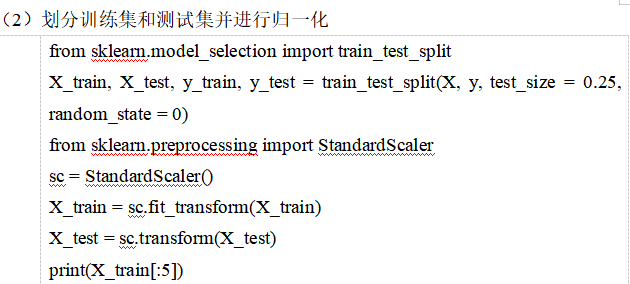 （2）划分训练集和测试集并进行归一化
from sklearn.model_selection import train_test_split
X_train, X_test, y_train, y_test = train_test_split(X, y, test_size = 0.25,
random_state = 0)
from sklearn.preprocessing import StandardScaler
sc = StandardScaler()
X_train = sc.fit_transform(X_train)
X_test = sc.transform(X_test)
print(X_train[:5])